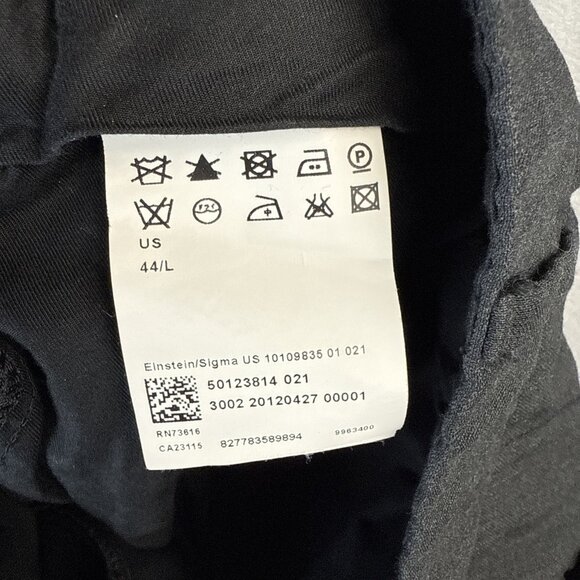 US
44/L
EInstein/Sigma US 10109835 01 021
50123814 021
3002 20120427 00001
RN73616
CA23115 827783589894 9963400